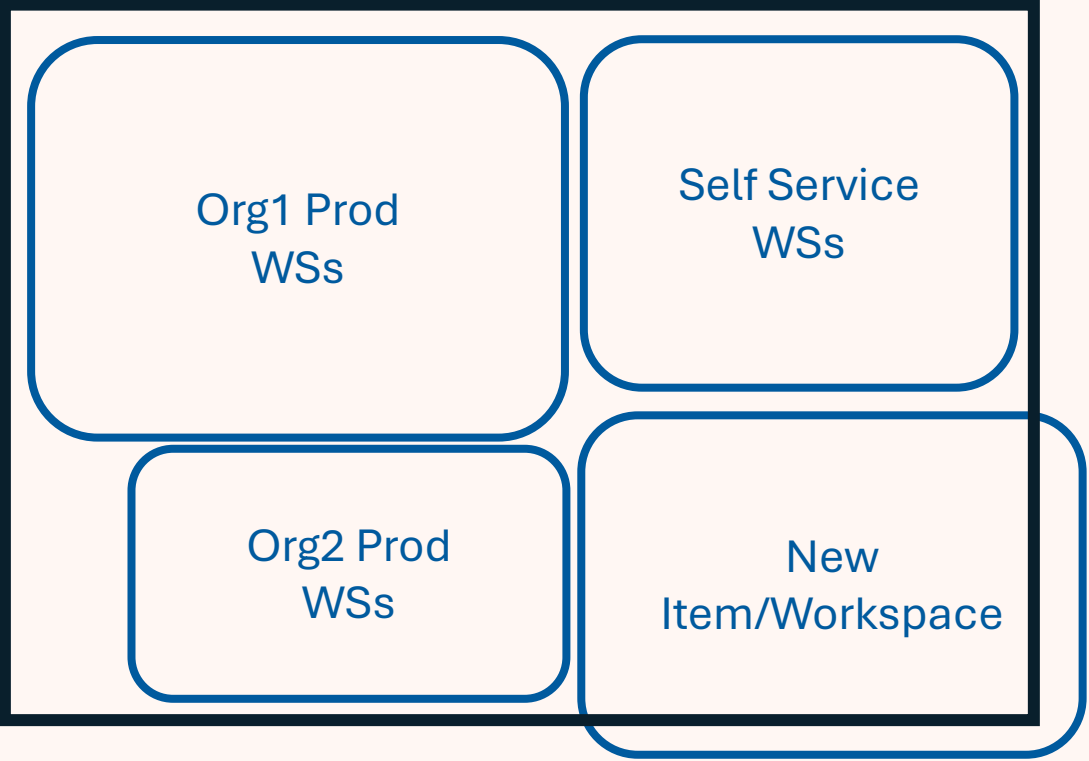 Org1 Prod
WSs
Self Service
WSs
Org2 Prod
WSs
New
Item/Workspace